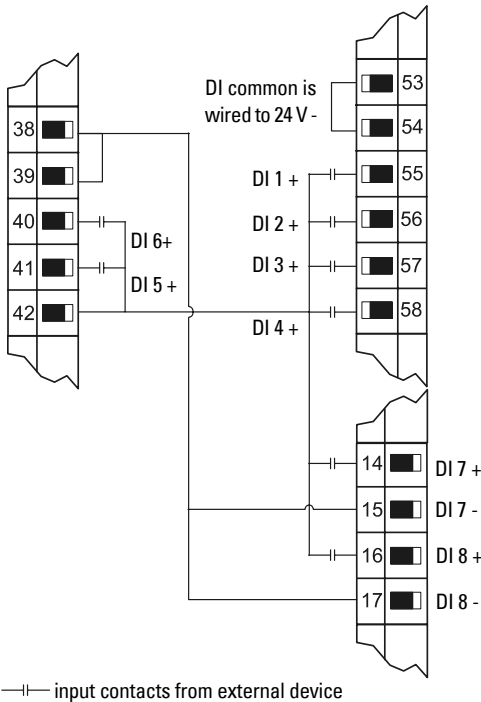 38
39
40
41
42
DI 6+
DI 5 +
DI common is
wired to 24 V -
53
54
DI 1 +
55
DI 2 +
56
DI 3 +
57
DI 4 +
58
14
DI 7 +
15
DI 7 -
16
DI 8 +
17
DI 8 -
input contacts from external device